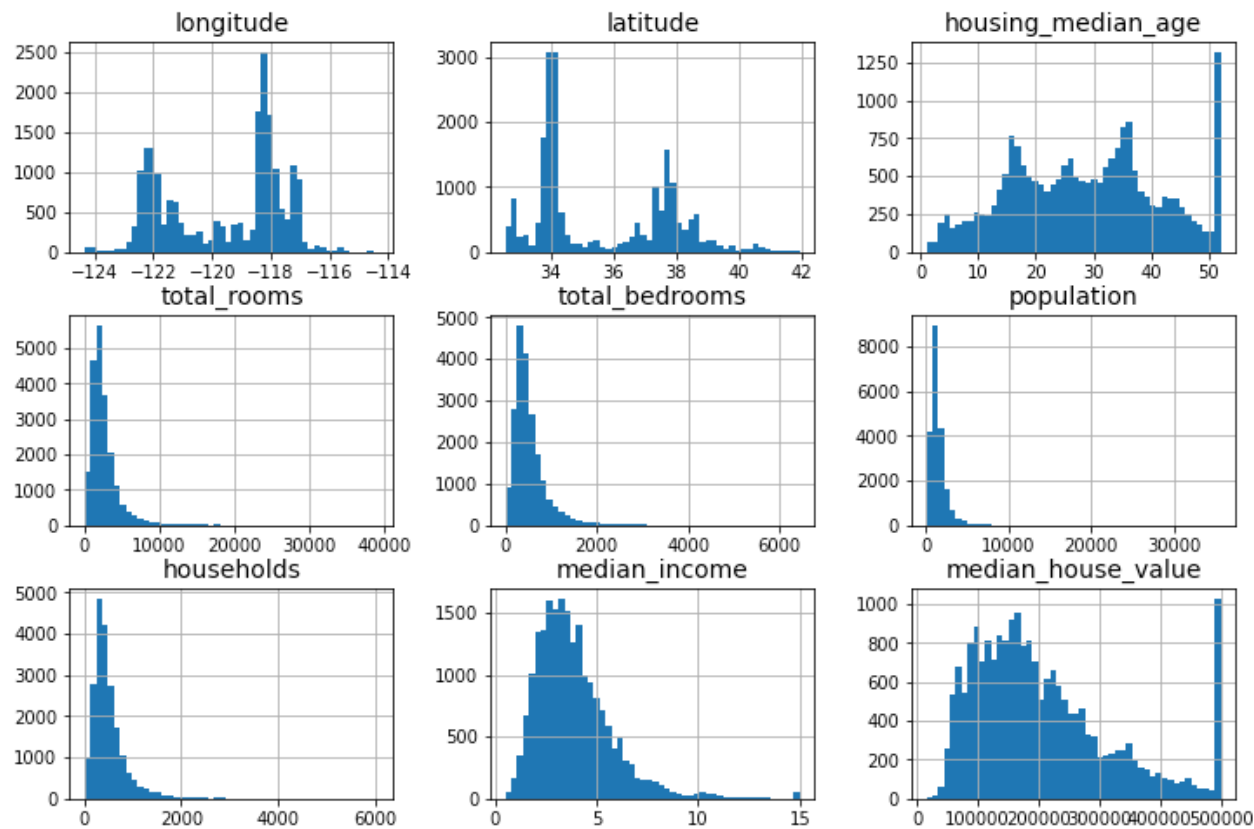 longitude
latitude
housing_median_age
2500
2000
1500
1000
500
0
−124 −122 −120 −118 −116 −114
3000
2000
1000
0
34 36 38 40 42
1250
1000
750
500
250
0
0 10 20 30 40 50
total_rooms
total_bedrooms
population
5000
4000
3000
2000
1000
0
0 10000 20000 30000 40000
5000
4000
3000
2000
1000
0
0 2000 4000 6000
8000
6000
4000
2000
0
0 10000 20000 30000
households
median_income
median_house_value
5000
4000
3000
2000
1000
0
0 2000 4000 6000
1500
1000
500
0
0 5 10 15
1000
800
600
400
200
0
0 100000 200000 300000 400000 500000